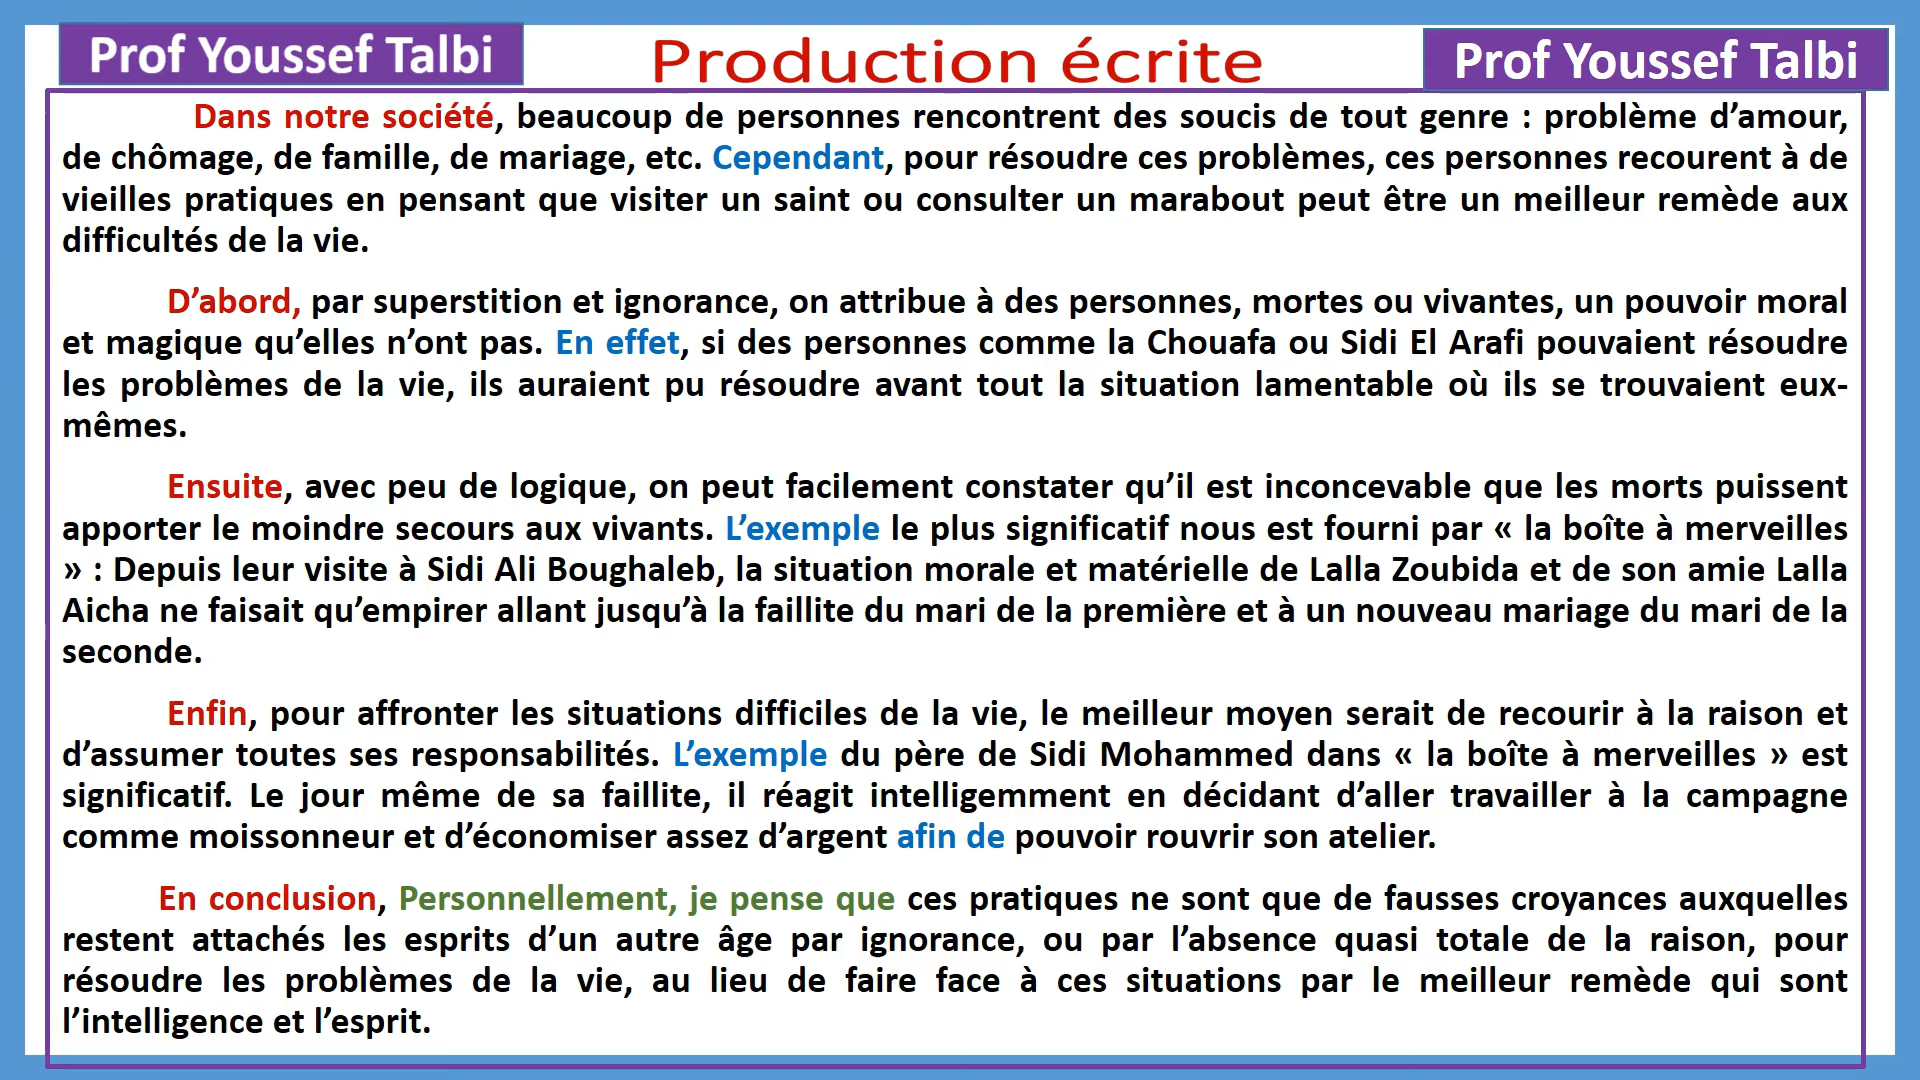 Prof Youssef Talbi
Production écrite
Prof Youssef Talbi
Dans notre société, beaucoup de personnes rencontrent des soucis de tout genre : problème d’amour,
de chômage, de famille, de mariage, etc. Cependant, pour résoudre ces problèmes, ces personnes recourent à de
vieilles pratiques en pensant que visiter un saint ou consulter un marabout peut être un meilleur remède aux
difficultés de la vie.
D’abord, par superstition et ignorance, on attribue à des personnes, mortes ou vivantes, un pouvoir moral
et magique qu’elles n’ont pas. En effet, si des personnes comme la Chouafa ou Sidi El Arafi pouvaient résoudre
les problèmes de la vie, ils auraient pu résoudre avant tout la situation lamentable où ils se trouvaient eux-
mêmes.
Ensuite, avec peu de logique, on peut facilement constater qu’il est inconcevable que les morts puissent
apporter le moindre secours aux vivants. L’exemple le plus significatif nous est fourni par « la boîte à merveilles
» : Depuis leur visite à Sidi Ali Boughaleb, la situation morale et matérielle de Lalla Zoubida et de son amie Lalla
Aicha ne faisait qu’empirer allant jusqu’à la faillite du mari de la première et à un nouveau mariage du mari de la
seconde.
Enfin, pour affronter les situations difficiles de la vie, le meilleur moyen serait de recourir à la raison et
d’assumer toutes ses responsabilités. L’exemple du père de Sidi Mohammed dans « la boîte à merveilles » est
significatif. Le jour même de sa faillite, il réagit intelligemment en décidant d’aller travailler à la campagne
comme moissonneur et d’économiser assez d’argent afin de pouvoir rouvrir son atelier.
En conclusion, Personnellement, je pense que ces pratiques ne sont que de fausses croyances auxquelles
restent attachés les esprits d’un autre âge par ignorance, ou par l’absence quasi totale de la raison, pour
résoudre les problèmes de la vie, au lieu de faire face à ces situations par le meilleur remède qui sont
l’intelligence et l’esprit.